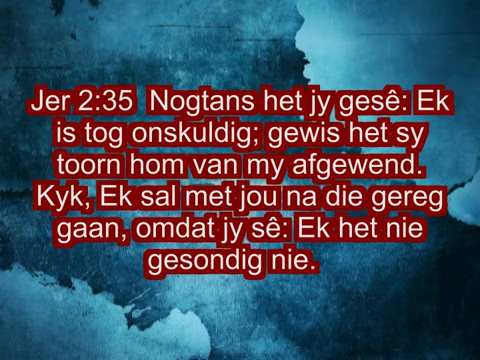 Jer 2:35  Nogtans het jy gesê: Ek
is tog onskuldig; gewis het sy
toorn hom van my afgewend.
Kyk, Ek sal met jou na die gereg
gaan, omdat jy sê: Ek het nie
gesondig nie.